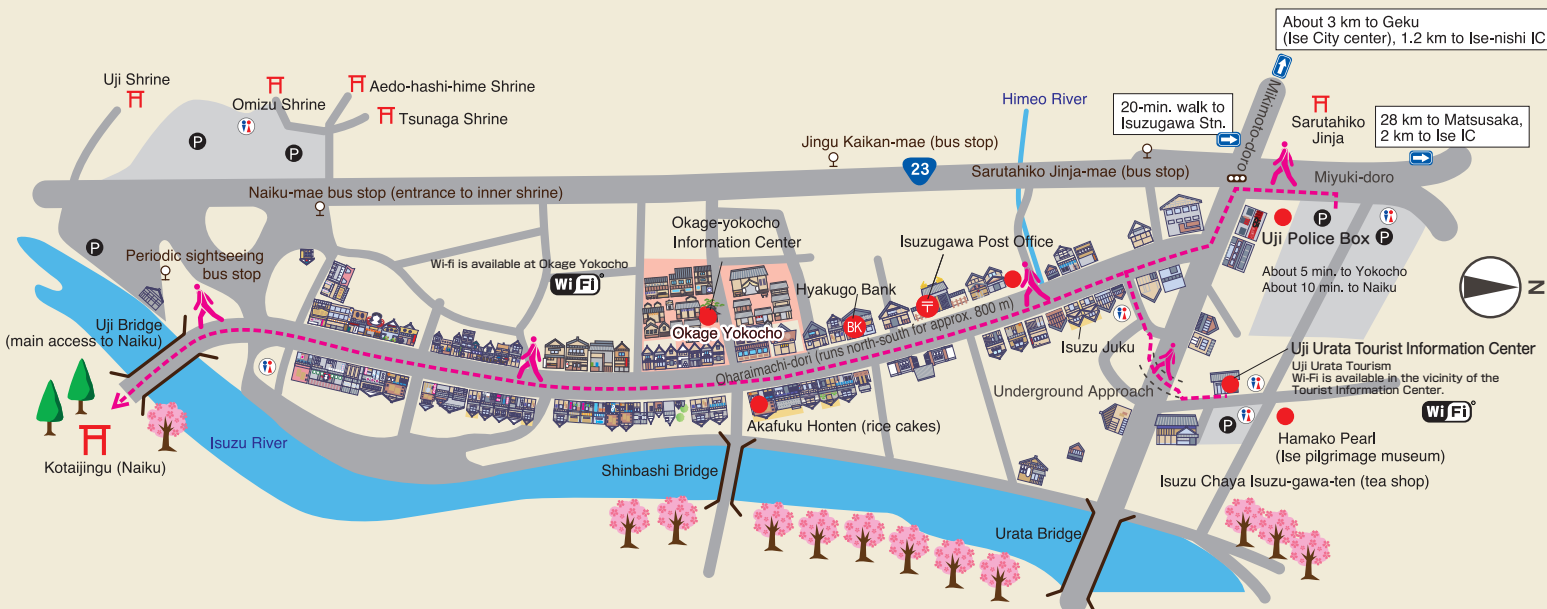 About 3 km to Geku
(Ise City center), 1.2 km to Ise-nishi IC
Uji Shrine
Omizu Shrine
Aedo-hashi-hime Shrine
Tsunaga Shrine
Himeo River
20-min. walk to
Isuzugawa Stn.
Mikimoto-doro
Sarutahiko
Jinja
28 km to Matsusaka,
2 km to Ise IC
P
P
Jingu Kaikan-mae (bus stop)
23
Sarutahiko Jinja-mae (bus stop)
Miyuki-doro
Naiku-mae bus stop (entrance to inner shrine)
P
Periodic sightseeing
bus stop
Wi-fi is available at Okage Yokocho
Wi Fi
Okage-yokocho
Information Center
Isuzugawa Post Office
〒
Hyakugo Bank
BK
P
Uji Police Box
P
About 5 min. to Yokocho
About 10 min. to Naiku
N
Uji Bridge
(main access to Naiku)
Okage Yokocho
Oharaimachi-dori (runs north-south for approx. 800 m)
Isuzu Juku
Uji Urata Tourist Information Center
Uji Urata Tourism
Wi-Fi is available in the vicinity of the
Tourist Information Center.
Wi Fi
Underground Approach
P
Akafuku Honten (rice cakes)
Hamako Pearl
(Ise pilgrimage museum)
Isuzu River
Kotaijingu (Naiku)
Shinbashi Bridge
Isuzu Chaya Isuzu-gawa-ten (tea shop)
Urata Bridge